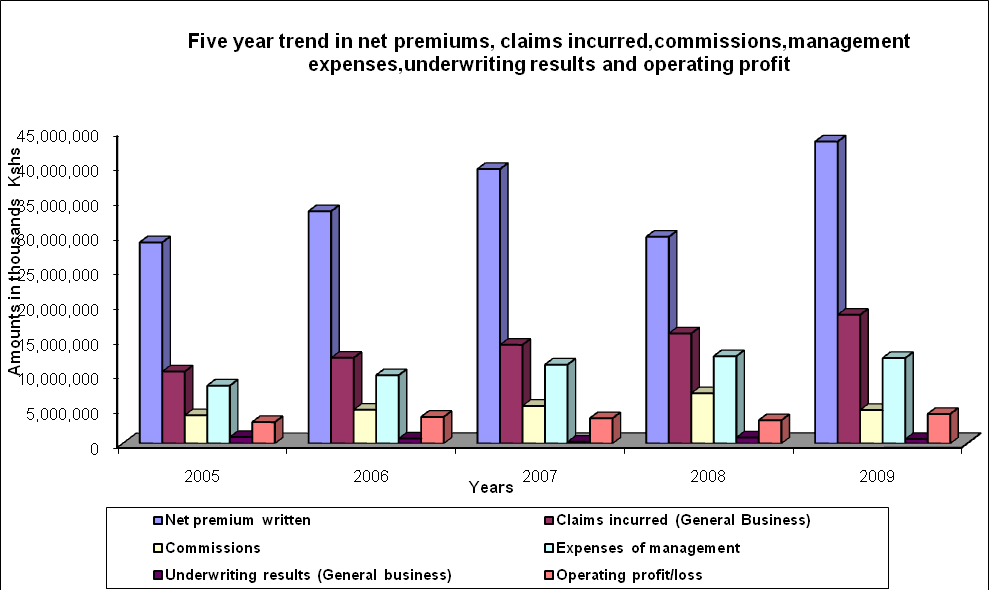 Five year trend in net premiums, claims incurred,commissions,management
expenses,underwriting results and operating profit
Amounts in thousands Kshs
45,000,000
40,000,000
35,000,000
30,000,000
25,000,000
20,000,000
15,000,000
10,000,000
5,000,000
0
2005 2006 2007 2008 2009
Years
Net premium written Claims incurred (General Business)
Commissions Expenses of management
Underwriting results (General business) Operating profit/loss